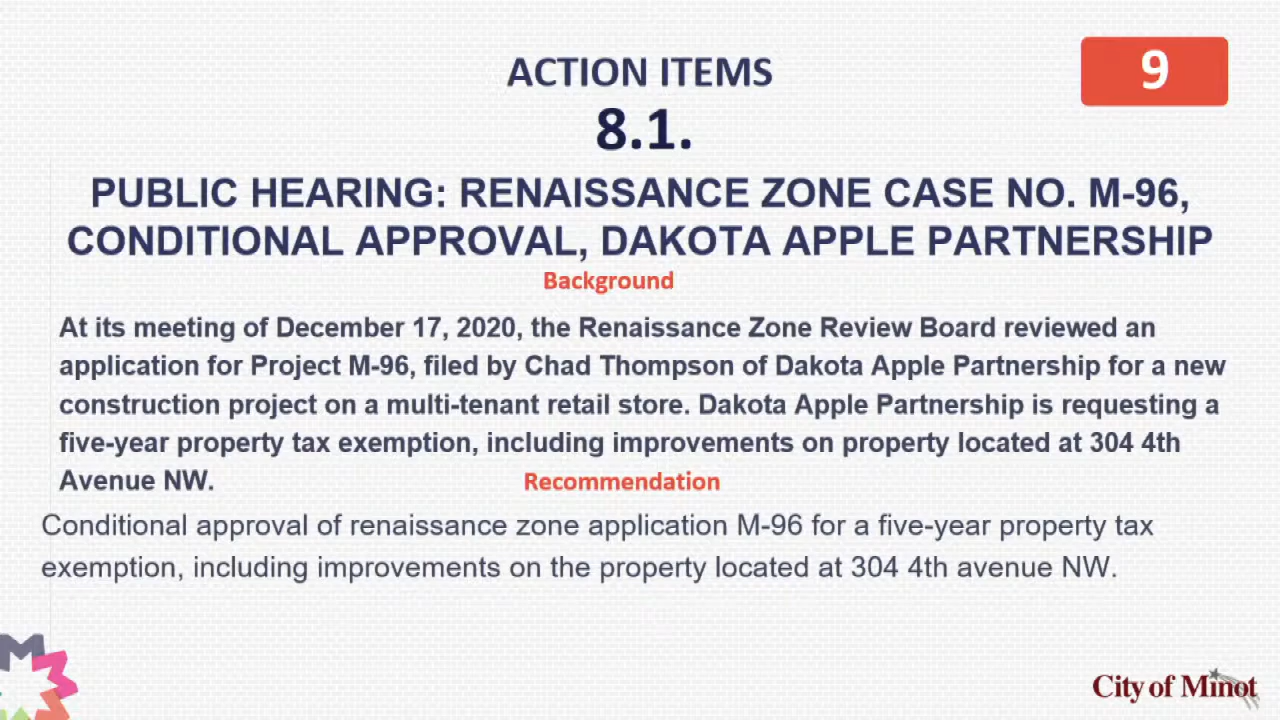 ACTION ITEMS
9
8.1.
PUBLIC HEARING: RENAISSANCE ZONE CASE NO. M-96,
CONDITIONAL APPROVAL, DAKOTA APPLE PARTNERSHIP
Background
At its meeting of December 17, 2020, the Renaissance Zone Review Board reviewed an
application for Project M-96, filed by Chad Thompson of Dakota Apple Partnership for a new
construction project on a multi-tenant retail store. Dakota Apple Partnership is requesting a
five-year property tax exemption, including improvements on property located at 304 4th
Avenue NW.
Recommendation
Conditional approval of renaissance zone application M-96 for a five-year property tax
exemption, including improvements on the property located at 304 4th avenue NW.
City of Minot